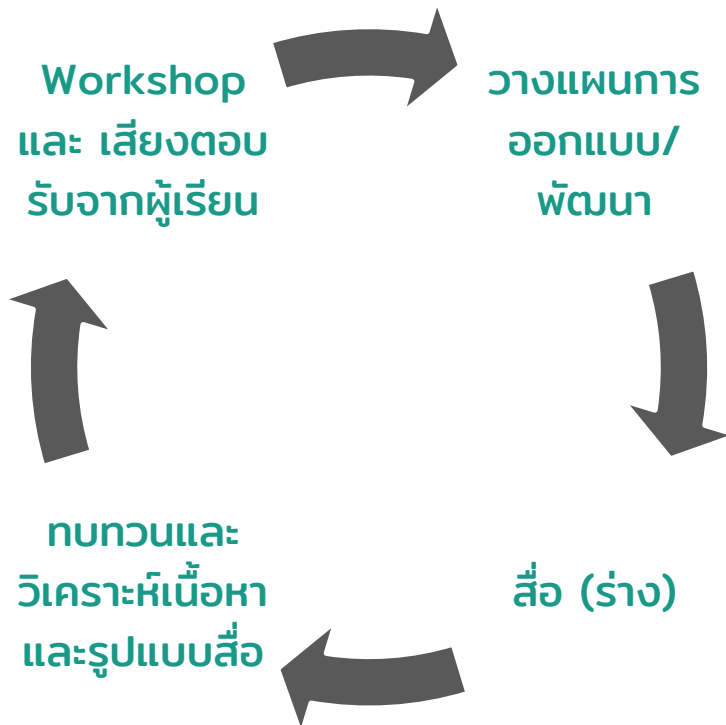 Workshop
และ เสียงตอบ
รับจากผู้เรียน
วางแผนการ
ออกแบบ/
พัฒนา
สื่อ (ร่าง)
ทบทวนและ
วิเคราะห์เนื้อหา
และรูปแบบสื่อ